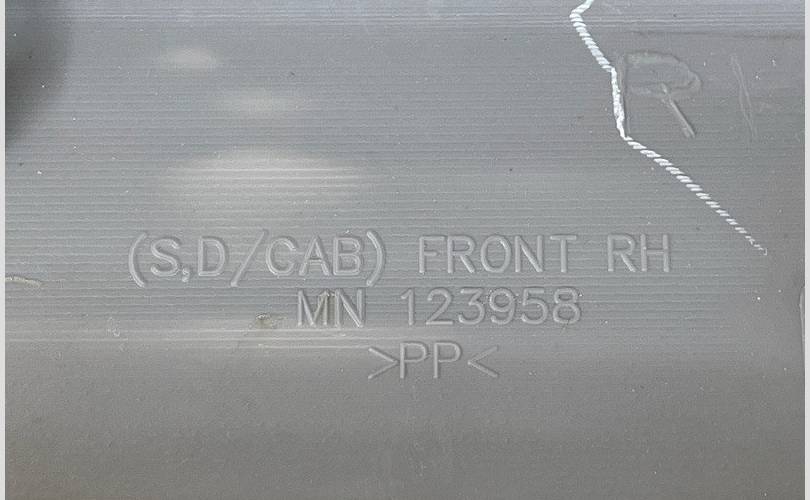 R
(S,D/CAB) FRONT RH
MN 123958
>PP<